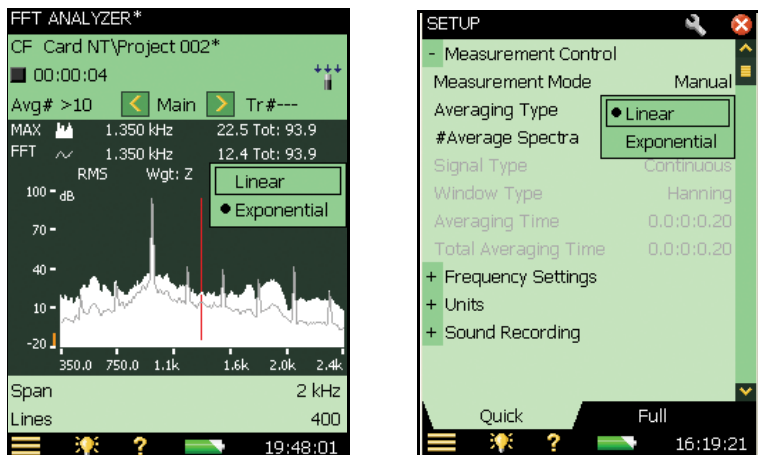 FFT ANALYZER*
CF Card NT\Project 002*
00:00:04
Avg# >10 < Main > Tr#---
MAX 1.350 kHz 22.5 Tot: 93.9
FFT 1.350 kHz 12.4 Tot: 93.9
RMS Wgt: Z
Linear
Exponential
100
dB
70
40
10
-20
350.0 750.0 1.1k 1.6k 2.0k 2.4k
Span 2 kHz
Lines 400
? 19:48:01
SETUP
- Measurement Control
Measurement Mode Manual
Averaging Type
Linear
#Average Spectra
Exponential
Signal Type Continuous
Window Type Hanning
Averaging Time 0.0:0:0.20
Total Averaging Time 0.0:0:0.20
+ Frequency Settings
+ Units
+ Sound Recording
Quick Full
? 16:19:21